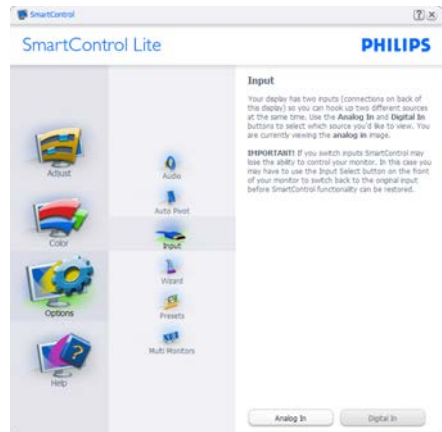 SmartControl
SmartControl Lite
PHILIPS
Adjust
Color
Options
Help
Audio
Auto Pivot
Input
Wizard
Presets
Multi Monitors
Input
Your display has two inputs (connections on back of
this display) so you can hook up two different sources
at the same time. Use the Analog In and Digital In
buttons to select which source you'd like to view. You
are currently viewing the analog in image.
IMPORTANT! If you switch inputs SmartControl may
lose the ability to control your monitor. In this case you
may have to use the Input Select button on the front
of your monitor to switch back to the original input
before SmartControl functionality can be restored.
Analog In
Digital In